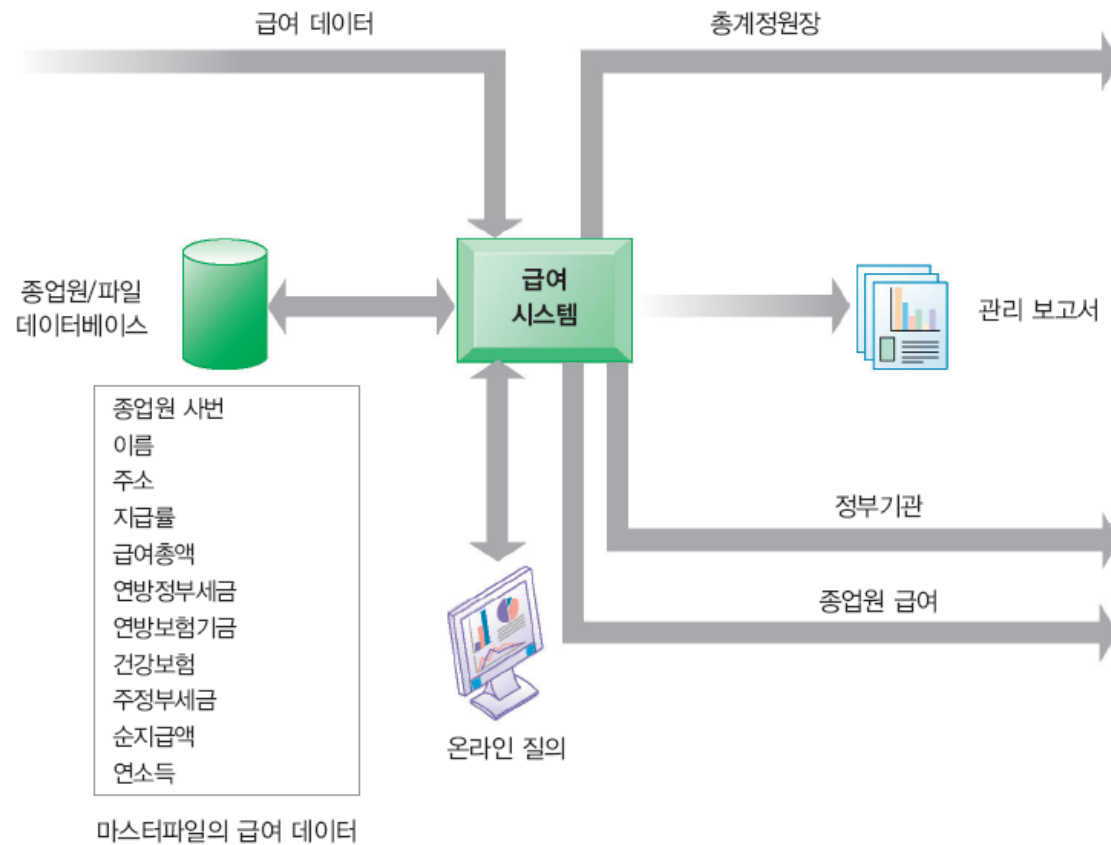 급여 데이터
총계정원장
급여
시스템
종업원/파일
데이터베이스
관리 보고서
종업원 사번
이름
주소
지급률
급여총액
연방정부세금
연방보험기금
건강보험
주정부세금
순지급액
연소득
정부기관
종업원 급여
온라인 질의
마스터파일의 급여 데이터